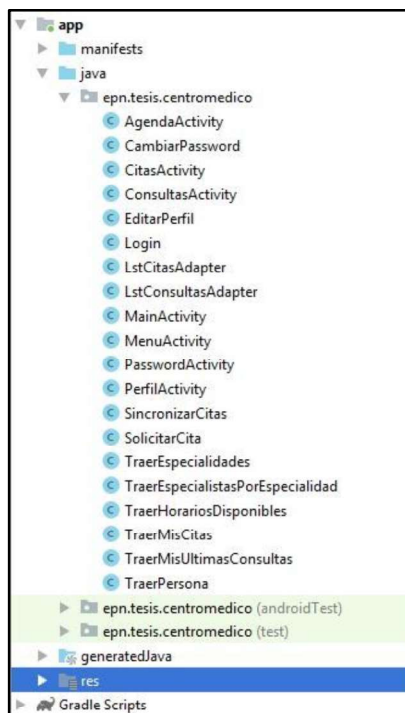 app
manifests
java
epn.tesis.centromedico
AgendaActivity
CambiarPassword
CitasActivity
ConsultasActivity
EditarPerfil
Login
LstCitasAdapter
LstConsultasAdapter
MainActivity
MenuActivity
PasswordActivity
PerfilActivity
SincronizarCitas
SolicitarCita
TraerEspecialidades
TraerEspecialistasPorEspecialidad
TraerHorariosDisponibles
TraerMisCitas
TraerMisUltimasConsultas
TraerPersona
epn.tesis.centromedico (androidTest)
epn.tesis.centromedico (test)
generatedJava
res
Gradle Scripts